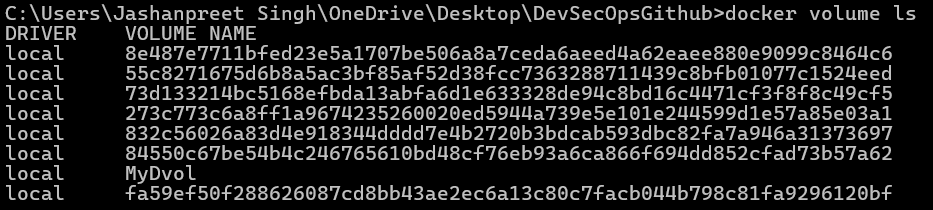 C:\Users\Jashanpreet Singh\OneDrive\Desktop\DevSecOpsGithub>docker volume ls
DRIVER    VOLUME NAME
local     8e487e7711bfed23e5a1707be506a8a7ceda6aeed4a62eaee880e9099c8464c6
local     55c8271675d6b8a5ac3bf85af52d38fcc7363288711439c8bfb01077c1524eed
local     73d133214bc5168efbda13abfa6d1e633328de94c8bd16c4471cf3f8f8c49cf5
local     273c773c6a8ff1a9674235260020ed5944a739e5e101e244599d1e57a85e03a1
local     832c56026a83d4e918344dddd7e4b2720b3bdcab593dbc82fa7a946a31373697
local     84550c67be54b4c246765610bd48cf76eb93a6ca866f694dd852cfad73b57a62
local     MyDvol
local     fa59ef50f288626087cd8bb43ae2ec6a13c80c7facb044b798c81fa9296120bf